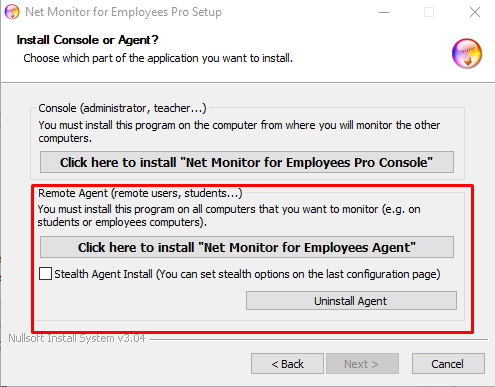 Net Monitor for Employees Pro Setup
Install Console or Agent?
Choose which part of the application you want to install.
Console (administrator, teacher...)
You must install this program on the computer from where you will monitor the other
computers.
Click here to install "Net Monitor for Employees Pro Console"
Remote Agent (remote users, students...)
You must install this program on all computers that you want to monitor (e.g. on
students or employees computers).
Click here to install "Net Monitor for Employees Agent"
Stealth Agent Install (You can set stealth options on the last configuration page)
Uninstall Agent
Nullsoft Install System v3.04
< Back
Next >
Cancel